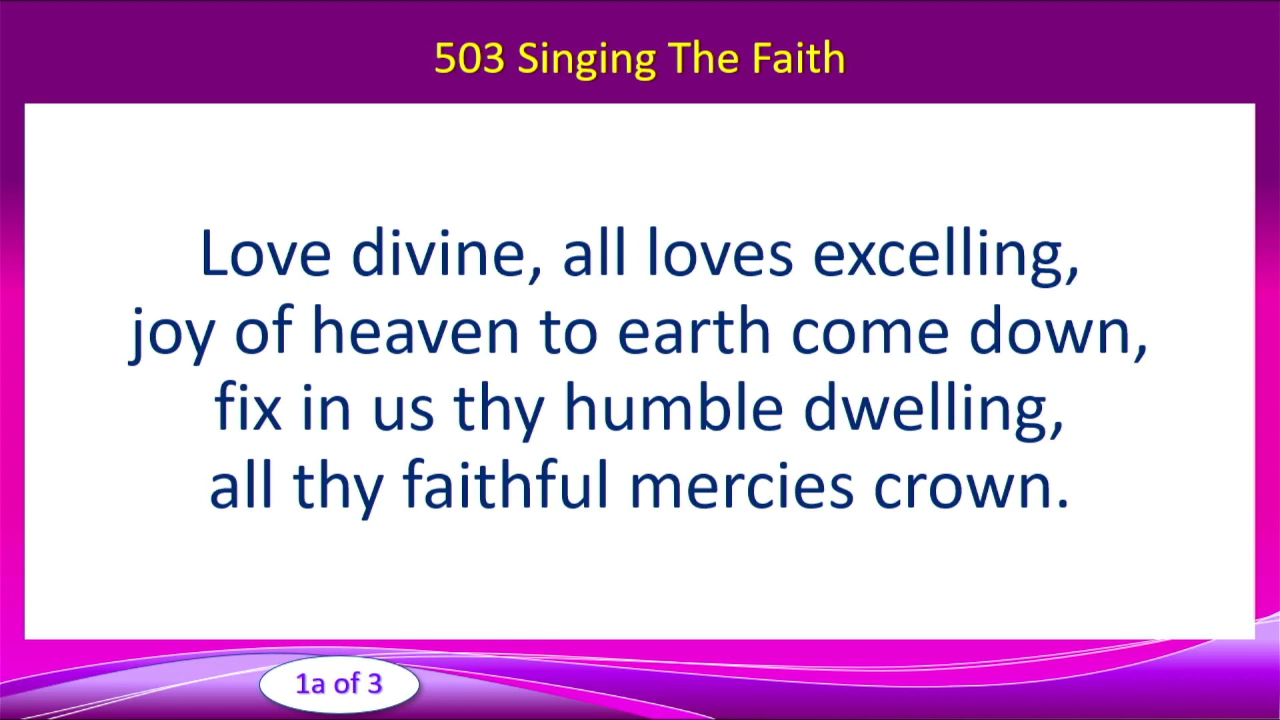 503 Singing The Faith
Love divine, all loves excelling,
joy of heaven to earth come down,
fix in us thy humble dwelling,
all thy faithful mercies crown.
1a of 3